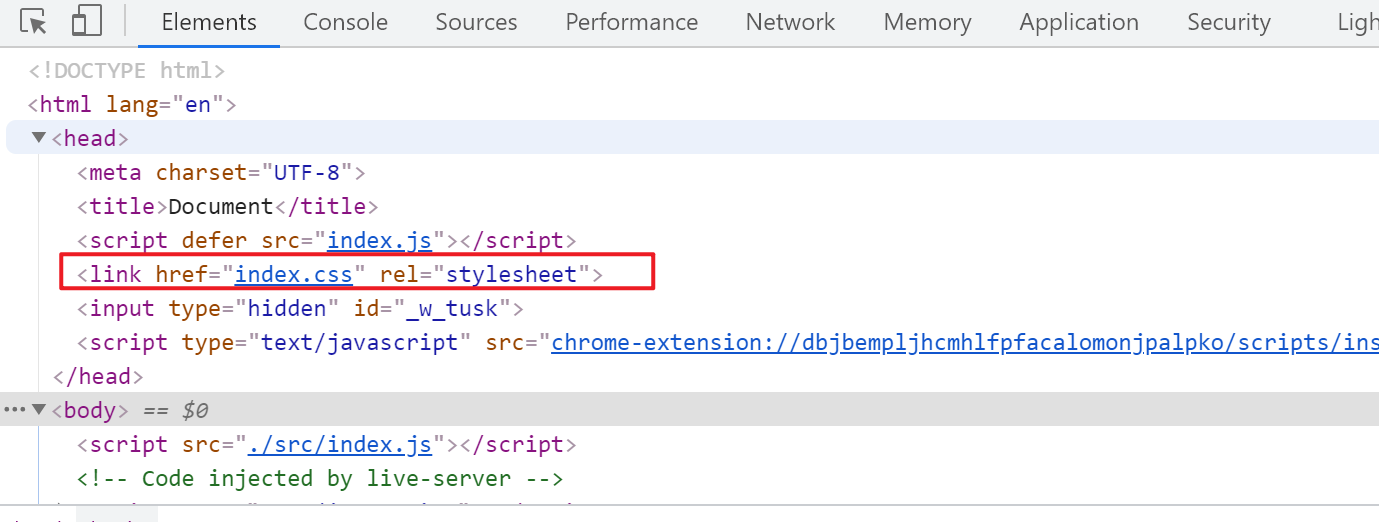 Elements Console Sources Performance Network Memory Application Security Ligh
<!DOCTYPE html>
<html lang="en">
<head>
<meta charset="UTF-8">
<title>Document</title>
<script defer src="index.js"></script>
<link href="index.css" rel="stylesheet">
<input type="hidden" id="_w_tusk">
<script type="text/javascript" src="chrome-extension://dbjbempljhcmhlfpfacalomonjpalpko/scripts/ins
</head>
<body> == $0
<script src="./src/index.js"></script>
<!-- Code injected by live-server -->